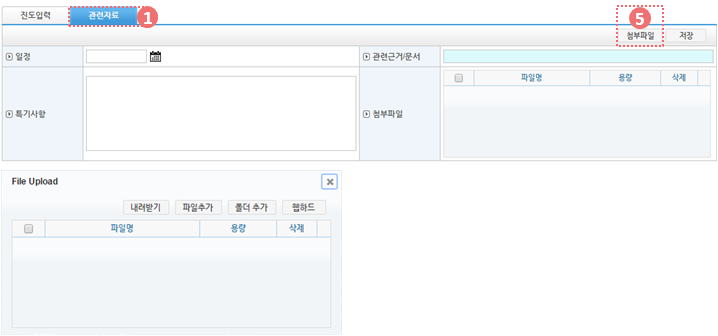 진도입력 관련자료 1
5
첨부파일 저장
일정 관련근거/문서
파일명 용량 삭제
특기사항 첨부파일
File Upload
내려받기 파일추가 폴더 추가 웹하드
파일명 용량 삭제